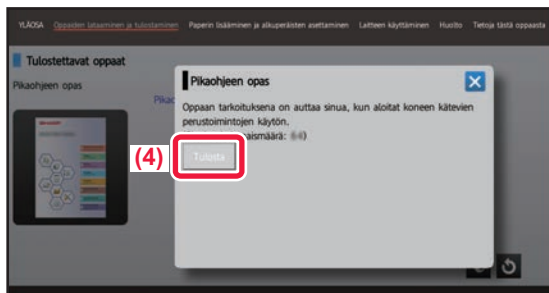 YLÄOSA Oppaiden lataaminen ja tulostaminen Paperin lisääminen ja alkuperäisten asettaminen Laitteen käyttäminen Huolto Tietoja tästä oppaasta
Tulostettavat oppaat
Pikaohjeen opas
Pikaohjeen opas
Oppaan tarkoituksena on auttaa sinua, kun aloitat koneen kätevien
perustoimintojen käytön.
(4)
Tulosta